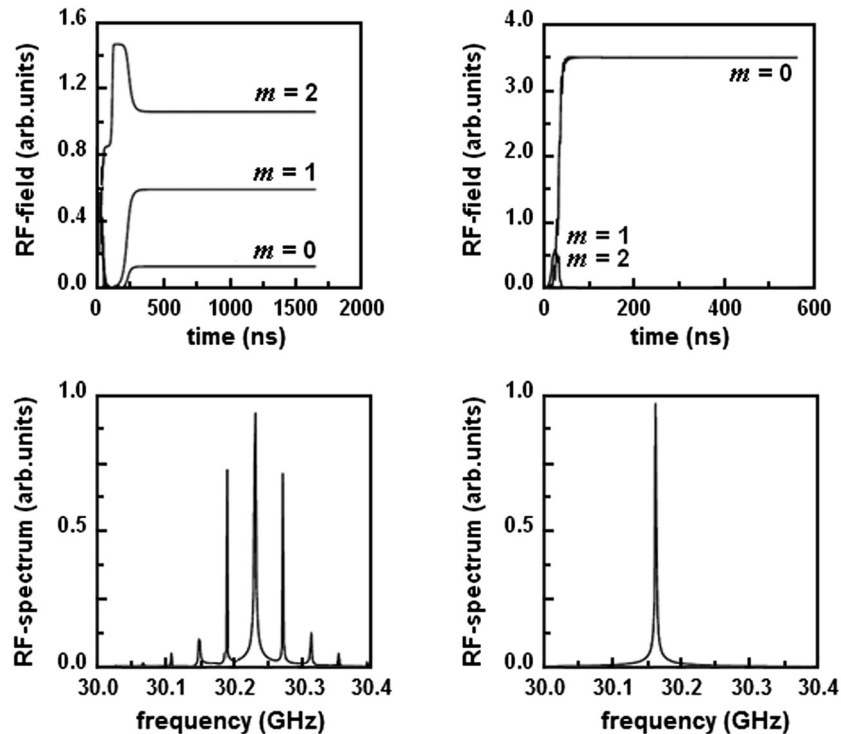 RF-field (arb.units)
1.6
1.2
0.8
0.4
0.0
m = 2
m = 1
m = 0
0 500 1000 1500 2000
time (ns)
RF-field (arb.units)
4.0
3.0
2.0
1.0
0.0
m = 0
m = 1
m = 2
0 200 400 600
time (ns)
RF-spectrum (arb.units)
1.0
0.5
0.0
30.0 30.1 30.2 30.3 30.4
frequency (GHz)
RF-spectrum (arb.units)
1.0
0.5
0.0
30.0 30.1 30.2 30.3 30.4
frequency (GHz)